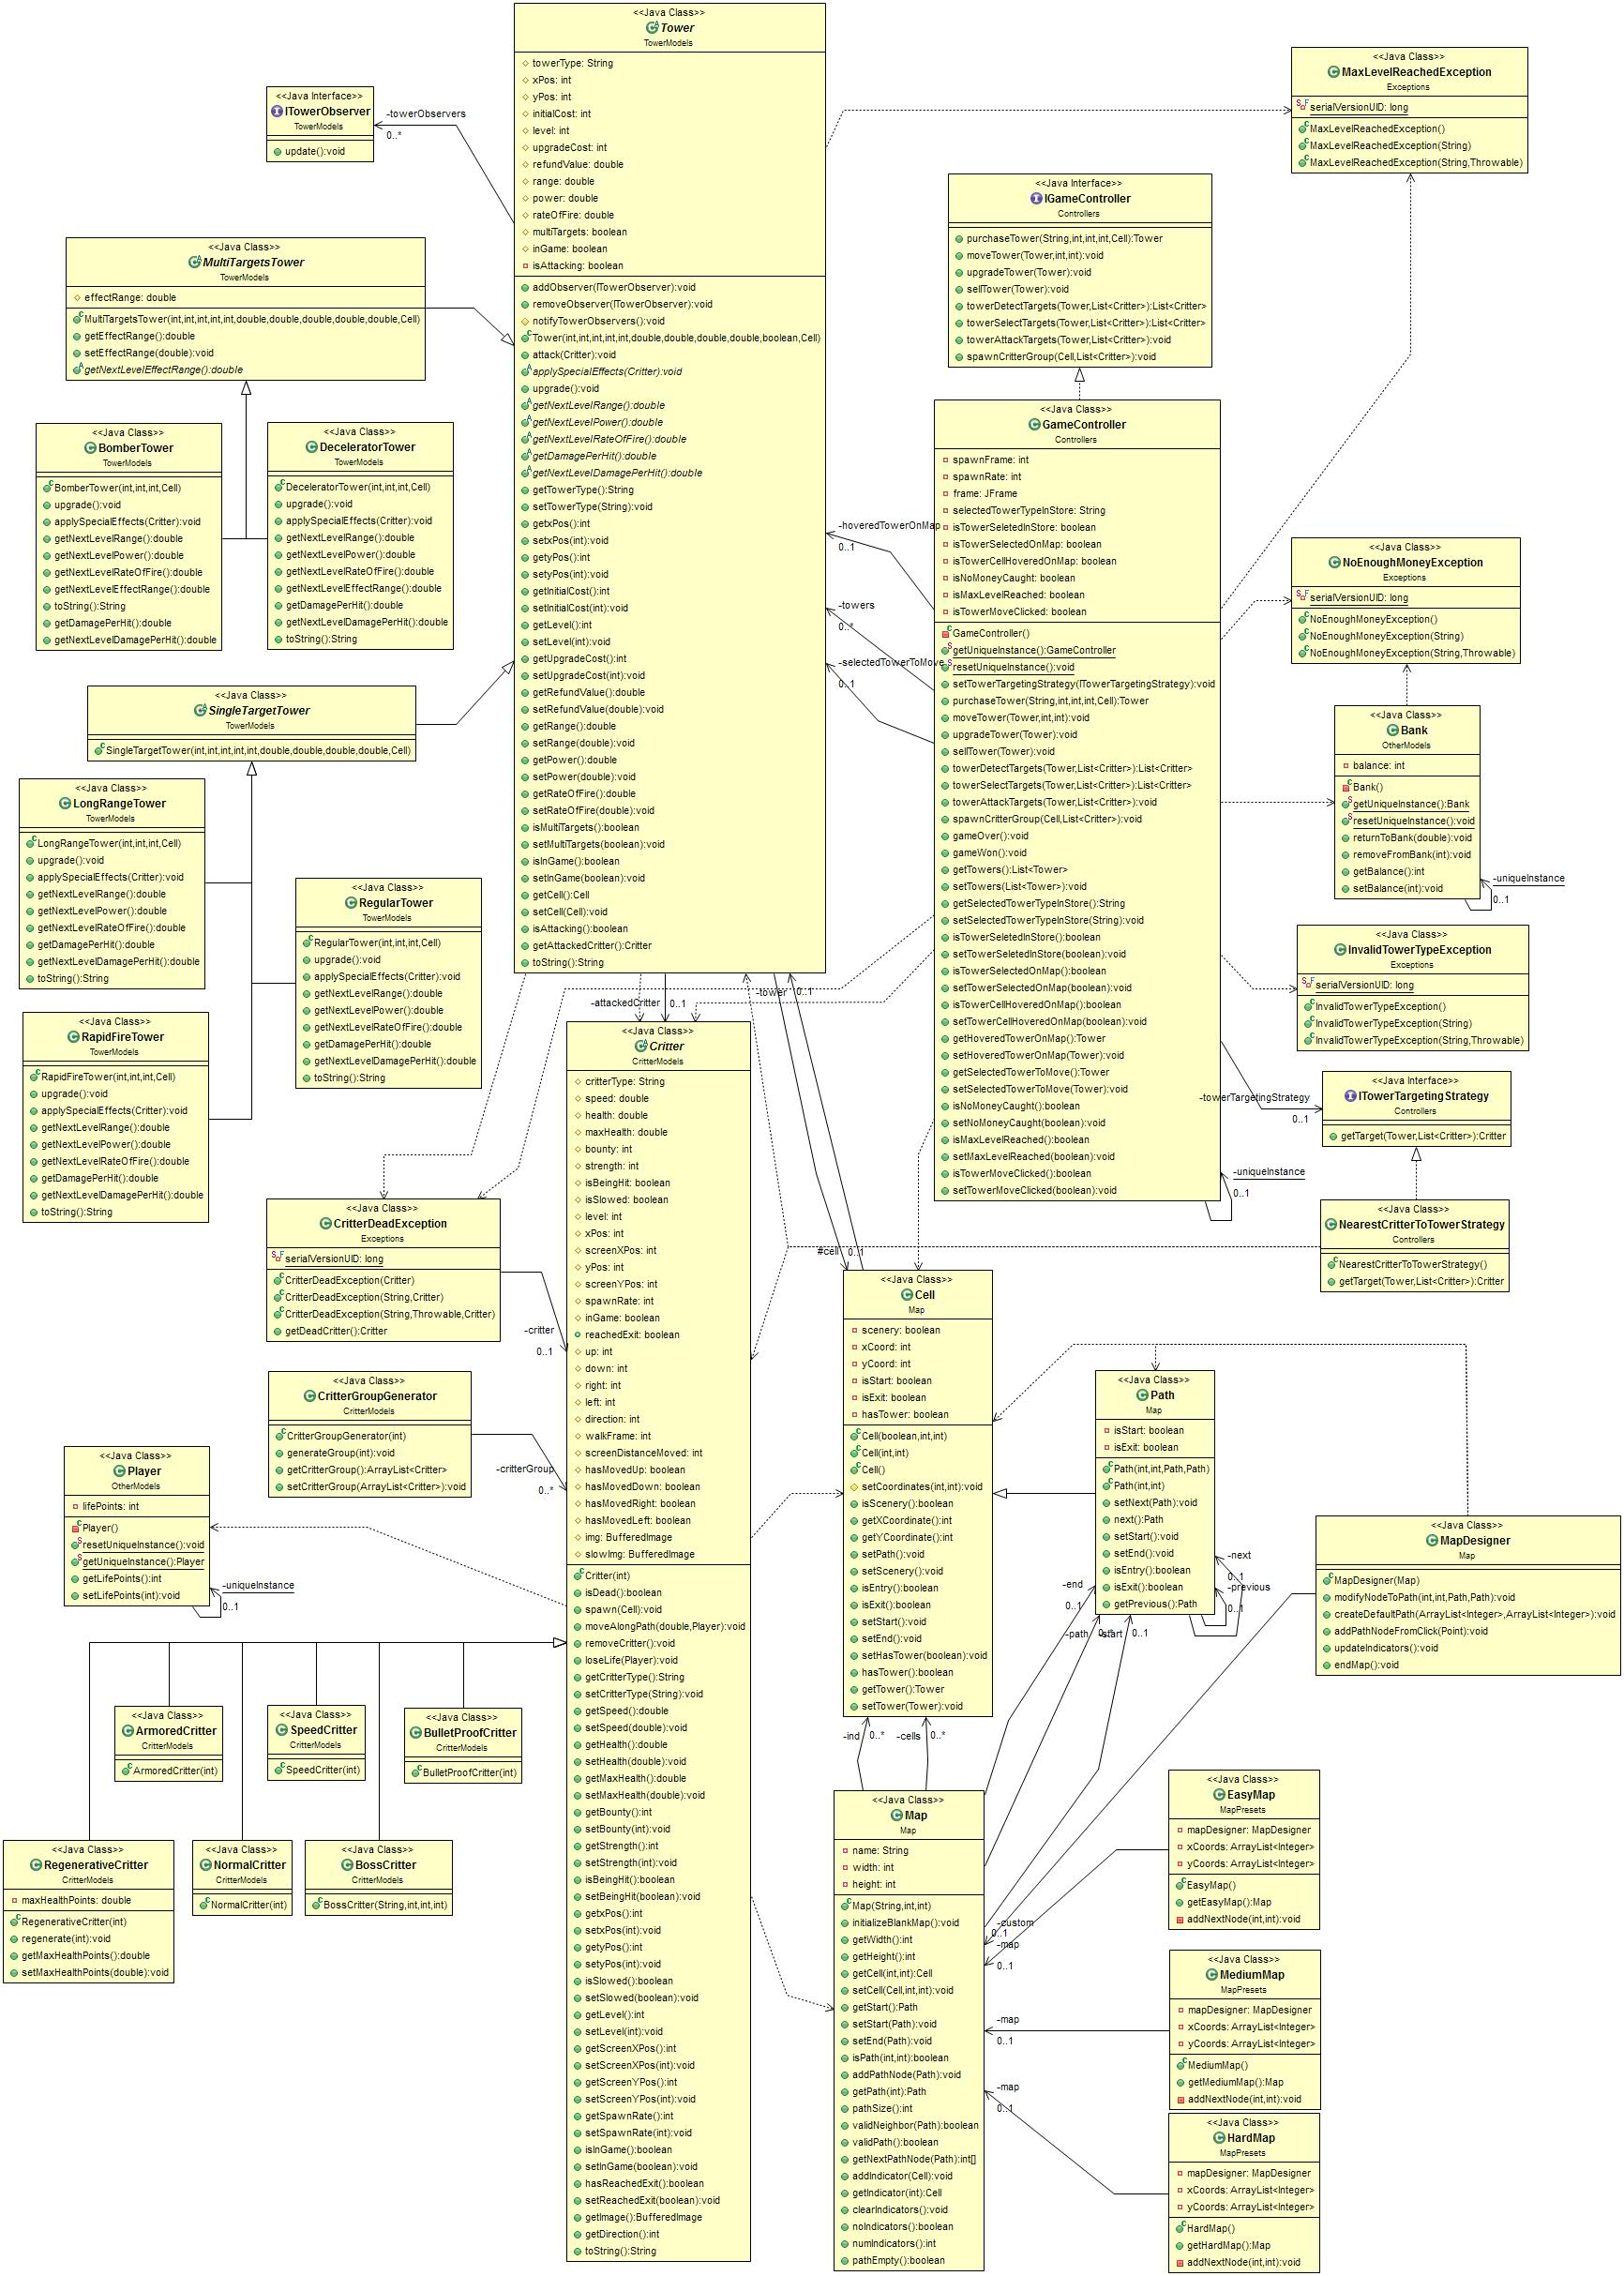 <<Java Class>>
Tower
TowerModels
towerType: String
xPos: int
yPos: int
initialCost: int
level: int
upgradeCost: int
refundValue: double
range: double
power: double
rateOfFire: double
multiTargets: boolean
inGame: boolean
isAttacking: boolean
addObserver(ITowerObserver):void
removeObserver(ITowerObserver):void
notifyTowerObservers():void
Tower(int,int,int,int,int,double,double,double,double,boolean,Cell)
attack(Critter):void
applySpecialEffects(Critter):void
upgrade():void
getNextLevelRange():double
getNextLevelPower():double
getNextLevelRateOfFire():double
getDamagePerHit():double
getNextLevelDamagePerHit():double
getTowerType():String
setTowerType(String):void
getxPos():int
setxPos(int):void
getyPos():int
setyPos(int):void
getInitialCost():int
setInitialCost(int):void
getLevel():int
setLevel(int):void
getUpgradeCost():int
setUpgradeCost(int):void
getRefundValue():double
setRefundValue(double):void
getRange():double
setRange(double):void
getPower():double
setPower(double):void
getRateOfFire():double
setRateOfFire(double):void
isMultiTargets():boolean
setMultiTargets(boolean):void
isInGame():boolean
setInGame(boolean):void
getCell():Cell
setCell(Cell):void
isAttacking():boolean
getAttackedCritter():Critter
toString():String
<<Java Interface>>
ITowerObserver
TowerModels
update():void
-towerObservers
0..*
<<Java Class>>
MaxLevelReachedException
Exceptions
serialVersionUID: long
MaxLevelReachedException()
MaxLevelReachedException(String)
MaxLevelReachedException(String,Throwable)
<<Java Interface>>
IGameController
Controllers
purchaseTower(String,int,int,int,Cell):Tower
moveTower(Tower,int,int):void
upgradeTower(Tower):void
sellTower(Tower):void
towerDetectTargets(Tower,List<Critter>):List<Critter>
towerSelectTargets(Tower,List<Critter>):List<Critter>
towerAttackTargets(Tower,List<Critter>):void
spawnCritterGroup(Cell,List<Critter>):void
<<Java Class>>
MultiTargetsTower
TowerModels
effectRange: double
MultiTargetsTower(int,int,int,int,int,double,double,double,double,double,Cell)
getEffectRange():double
setEffectRange(double):void
getNextLevelEffectRange():double
<<Java Class>>
BomberTower
TowerModels
BomberTower(int,int,int,Cell)
upgrade():void
applySpecialEffects(Critter):void
getNextLevelRange():double
getNextLevelPower():double
getNextLevelRateOfFire():double
getNextLevelEffectRange():double
toString():String
getDamagePerHit():double
getNextLevelDamagePerHit():double
<<Java Class>>
DeceleratorTower
TowerModels
DeceleratorTower(int,int,int,Cell)
upgrade():void
applySpecialEffects(Critter):void
getNextLevelRange():double
getNextLevelPower():double
getNextLevelRateOfFire():double
getNextLevelEffectRange():double
getDamagePerHit():double
getNextLevelDamagePerHit():double
toString():String
<<Java Class>>
GameController
Controllers
spawnFrame: int
spawnRate: int
frame: JFrame
selectedTowerTypeInStore: String
isTowerSeletedInStore: boolean
isTowerSelectedOnMap: boolean
isTowerCellHoveredOnMap: boolean
isNoMoneyCaught: boolean
isMaxLevelReached: boolean
isTowerMoveClicked: boolean
GameController()
getUniqueInstance():GameController
resetUniqueInstance():void
setTowerTargetingStrategy(ITowerTargetingStrategy):void
purchaseTower(String,int,int,int,Cell):Tower
moveTower(Tower,int,int):void
upgradeTower(Tower):void
sellTower(Tower):void
towerDetectTargets(Tower,List<Critter>):List<Critter>
towerSelectTargets(Tower,List<Critter>):List<Critter>
towerAttackTargets(Tower,List<Critter>):void
spawnCritterGroup(Cell,List<Critter>):void
gameOver():void
gameWon():void
getTowers():List<Tower>
setTowers(List<Tower>):void
getSelectedTowerTypeInStore():String
setSelectedTowerTypeInStore(String):void
isTowerSeletedInStore():boolean
setTowerSeletedInStore(boolean):void
isTowerSelectedOnMap():boolean
setTowerSelectedOnMap(boolean):void
isTowerCellHoveredOnMap():boolean
setTowerCellHoveredOnMap(boolean):void
getHoveredTowerOnMap():Tower
setHoveredTowerOnMap(Tower):void
getSelectedTowerToMove():Tower
setSelectedTowerToMove(Tower):void
isNoMoneyCaught():boolean
setNoMoneyCaught(boolean):void
isMaxLevelReached():boolean
setMaxLevelReached(boolean):void
isTowerMoveClicked():boolean
setTowerMoveClicked(boolean):void
-hoveredTowerOnMap
0..1
-towers
0..*
-selectedTowerToMove
0..1
-uniqueInstance
0..1
<<Java Class>>
NoEnoughMoneyException
Exceptions
serialVersionUID: long
NoEnoughMoneyException()
NoEnoughMoneyException(String)
NoEnoughMoneyException(String,Throwable)
<<Java Class>>
Bank
OtherModels
balance: int
Bank()
getUniqueInstance():Bank
resetUniqueInstance():void
returnToBank(double):void
removeFromBank(int):void
getBalance():int
setBalance(int):void
-uniqueInstance
0..1
<<Java Class>>
SingleTargetTower
TowerModels
SingleTargetTower(int,int,int,int,int,double,double,double,double,Cell)
<<Java Class>>
LongRangeTower
TowerModels
LongRangeTower(int,int,int,Cell)
upgrade():void
applySpecialEffects(Critter):void
getNextLevelRange():double
getNextLevelPower():double
getNextLevelRateOfFire():double
getDamagePerHit():double
getNextLevelDamagePerHit():double
toString():String
<<Java Class>>
RegularTower
TowerModels
RegularTower(int,int,int,Cell)
upgrade():void
applySpecialEffects(Critter):void
getNextLevelRange():double
getNextLevelPower():double
getNextLevelRateOfFire():double
getDamagePerHit():double
getNextLevelDamagePerHit():double
toString():String
<<Java Class>>
RapidFireTower
TowerModels
RapidFireTower(int,int,int,Cell)
upgrade():void
applySpecialEffects(Critter):void
getNextLevelRange():double
getNextLevelPower():double
getNextLevelRateOfFire():double
getDamagePerHit():double
getNextLevelDamagePerHit():double
toString():String
<<Java Class>>
InvalidTowerTypeException
Exceptions
serialVersionUID: long
InvalidTowerTypeException()
InvalidTowerTypeException(String)
InvalidTowerTypeException(String,Throwable)
<<Java Interface>>
ITowerTargetingStrategy
Controllers
getTarget(Tower,List<Critter>):Critter
-towerTargetingStrategy
0..1
<<Java Class>>
NearestCritterToTowerStrategy
Controllers
NearestCritterToTowerStrategy()
getTarget(Tower,List<Critter>):Critter
-attackedCritter
0..1
-tower
0..1
#cell
0..1
<<Java Class>>
Critter
CritterModels
critterType: String
speed: double
health: double
maxHealth: double
bounty: int
strength: int
isBeingHit: boolean
isSlowed: boolean
level: int
xPos: int
screenXPos: int
yPos: int
screenYPos: int
spawnRate: int
inGame: boolean
reachedExit: boolean
up: int
down: int
right: int
left: int
direction: int
walkFrame: int
screenDistanceMoved: int
hasMovedUp: boolean
hasMovedDown: boolean
hasMovedRight: boolean
hasMovedLeft: boolean
img: BufferedImage
slowImg: BufferedImage
Critter(int)
isDead():boolean
spawn(Cell):void
moveAlongPath(double,Player):void
removeCritter():void
loseLife(Player):void
getCritterType():String
setCritterType(String):void
getSpeed():double
setSpeed(double):void
getHealth():double
setHealth(double):void
getMaxHealth():double
setMaxHealth(double):void
getBounty():int
setBounty(int):void
getStrength():int
setStrength(int):void
isBeingHit():boolean
setBeingHit(boolean):void
getxPos():int
setxPos(int):void
getyPos():int
setyPos(int):void
isSlowed():boolean
setSlowed(boolean):void
getLevel():int
setLevel(int):void
getScreenXPos():int
setScreenXPos(int):void
getScreenYPos():int
setScreenYPos(int):void
getSpawnRate():int
setSpawnRate(int):void
isInGame():boolean
setInGame(boolean):void
hasReachedExit():boolean
setReachedExit(boolean):void
getImage():BufferedImage
getDirection():int
toString():String
<<Java Class>>
CritterDeadException
Exceptions
serialVersionUID: long
CritterDeadException(Critter)
CritterDeadException(String,Critter)
CritterDeadException(String,Throwable,Critter)
getDeadCritter():Critter
-critter
0..1
<<Java Class>>
CritterGroupGenerator
CritterModels
CritterGroupGenerator(int)
generateGroup(int):void
getCritterGroup():ArrayList<Critter>
setCritterGroup(ArrayList<Critter>):void
-critterGroup
0..*
<<Java Class>>
Player
OtherModels
lifePoints: int
Player()
resetUniqueInstance():void
getUniqueInstance():Player
getLifePoints():int
setLifePoints(int):void
-uniqueInstance
0..1
<<Java Class>>
ArmoredCritter
CritterModels
ArmoredCritter(int)
<<Java Class>>
SpeedCritter
CritterModels
SpeedCritter(int)
<<Java Class>>
BulletProofCritter
CritterModels
BulletProofCritter(int)
<<Java Class>>
RegenerativeCritter
CritterModels
maxHealthPoints: double
RegenerativeCritter(int)
regenerate(int):void
getMaxHealthPoints():double
setMaxHealthPoints(double):void
<<Java Class>>
NormalCritter
CritterModels
NormalCritter(int)
<<Java Class>>
BossCritter
CritterModels
BossCritter(String,int,int,int)
<<Java Class>>
Cell
Map
scenery: boolean
xCoord: int
yCoord: int
isStart: boolean
isExit: boolean
hasTower: boolean
Cell(boolean,int,int)
Cell(int,int)
Cell()
setCoordinates(int,int):void
isScenery():boolean
getXCoordinate():int
getYCoordinate():int
setPath():void
setScenery():void
isEntry():boolean
isExit():boolean
setStart():void
setEnd():void
setHasTower(boolean):void
hasTower():boolean
getTower():Tower
setTower(Tower):void
<<Java Class>>
Path
Map
isStart: boolean
isExit: boolean
Path(int,int,Path,Path)
Path(int,int)
setNext(Path):void
next():Path
setStart():void
setEnd():void
isEntry():boolean
isExit():boolean
getPrevious():Path
-next
0..1
-previous
0..1
-end
0..1
-path
0..*
-start
0..1
<<Java Class>>
MapDesigner
Map
MapDesigner(Map)
modifyNodeToPath(int,int,Path,Path):void
createDefaultPath(ArrayList<Integer>,ArrayList<Integer>):void
addPathNodeFromClick(Point):void
updateIndicators():void
endMap():void
-ind
0..*
-cells
0..*
<<Java Class>>
Map
Map
name: String
width: int
height: int
Map(String,int,int)
initializeBlankMap():void
getWidth():int
getHeight():int
getCell(int,int):Cell
setCell(Cell,int,int):void
getStart():Path
setStart(Path):void
setEnd(Path):void
isPath(int,int):boolean
addPathNode(Path):void
getPath(int):Path
pathSize():int
validNeighbor(Path):boolean
validPath():boolean
getNextPathNode(Path):int[]
addIndicator(Cell):void
getIndicator(int):Cell
clearIndicators():void
noIndicators():boolean
numIndicators():int
pathEmpty():boolean
-custom
0..1
-map
0..1
-map
0..1
-map
0..1
<<Java Class>>
EasyMap
MapPresets
mapDesigner: MapDesigner
xCoords: ArrayList<Integer>
yCoords: ArrayList<Integer>
EasyMap()
getEasyMap():Map
addNextNode(int,int):void
<<Java Class>>
MediumMap
MapPresets
mapDesigner: MapDesigner
xCoords: ArrayList<Integer>
yCoords: ArrayList<Integer>
MediumMap()
getMediumMap():Map
addNextNode(int,int):void
<<Java Class>>
HardMap
MapPresets
mapDesigner: MapDesigner
xCoords: ArrayList<Integer>
yCoords: ArrayList<Integer>
HardMap()
getHardMap():Map
addNextNode(int,int):void